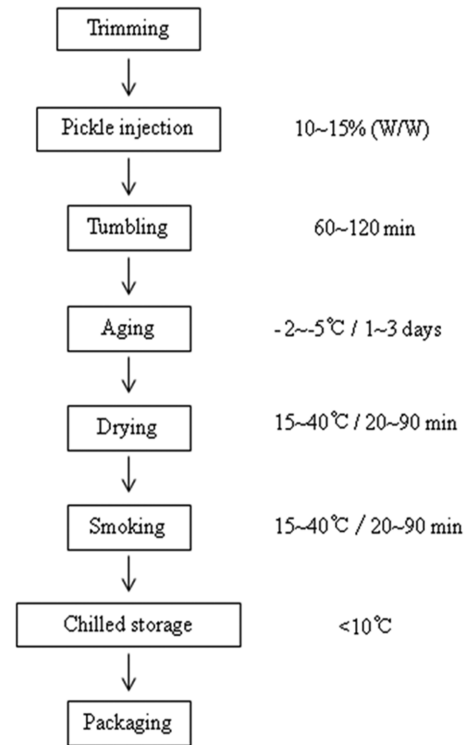 Trimming
Pickle injection 10~15% (W/W)
Tumbling 60~120 min
Aging -2~-5℃ / 1~3 days
Drying 15~40℃ / 20~90 min
Smoking 15~40℃ / 20~90 min
Chilled storage <10℃
Packaging